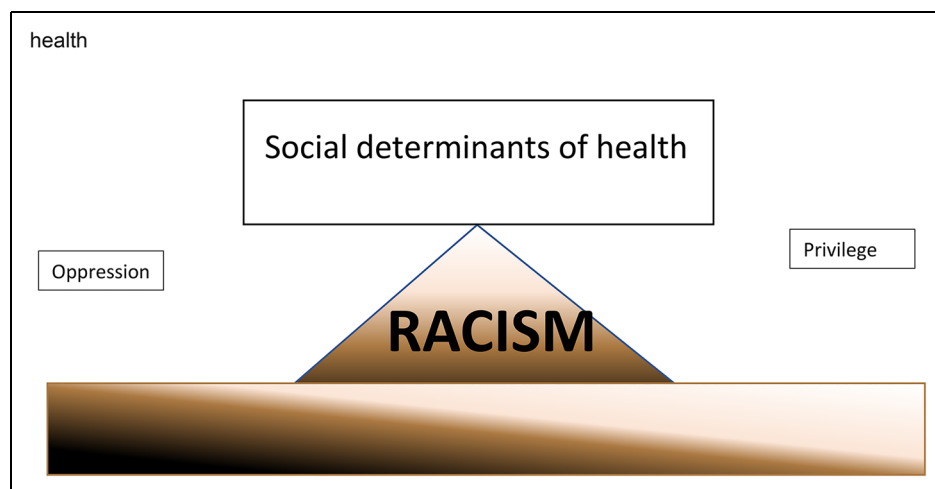 health
Social determinants of health
Privilege
Oppression
RACISM